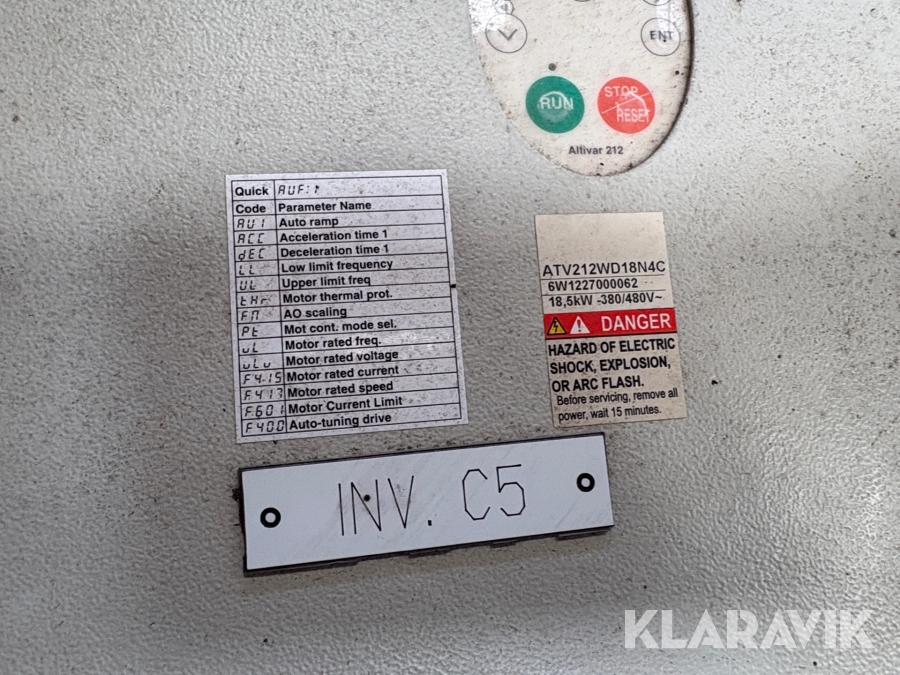 ENT
RUN
STOP
RESET
Altivar 212
Quick AUF:
Code Parameter Name
AU1 Auto ramp
ACC Acceleration time 1
dEC Deceleration time 1
LL Low limit frequency
UL Upper limit freq
tHr Motor thermal prot.
FM AO scaling
Pt Mot cont. mode sel.
uL Motor rated freq.
uLu Motor rated voltage
F415 Motor rated current
F417 Motor rated speed
F601 Motor Current Limit
F400 Auto-tuning drive
ATV212WD18N4C
6W1227000062
18,5kW -380/480V~
DANGER
HAZARD OF ELECTRIC
SHOCK, EXPLOSION,
OR ARC FLASH.
Before servicing, remove all
power, wait 15 minutes.
INV. C5
KLARAVIK